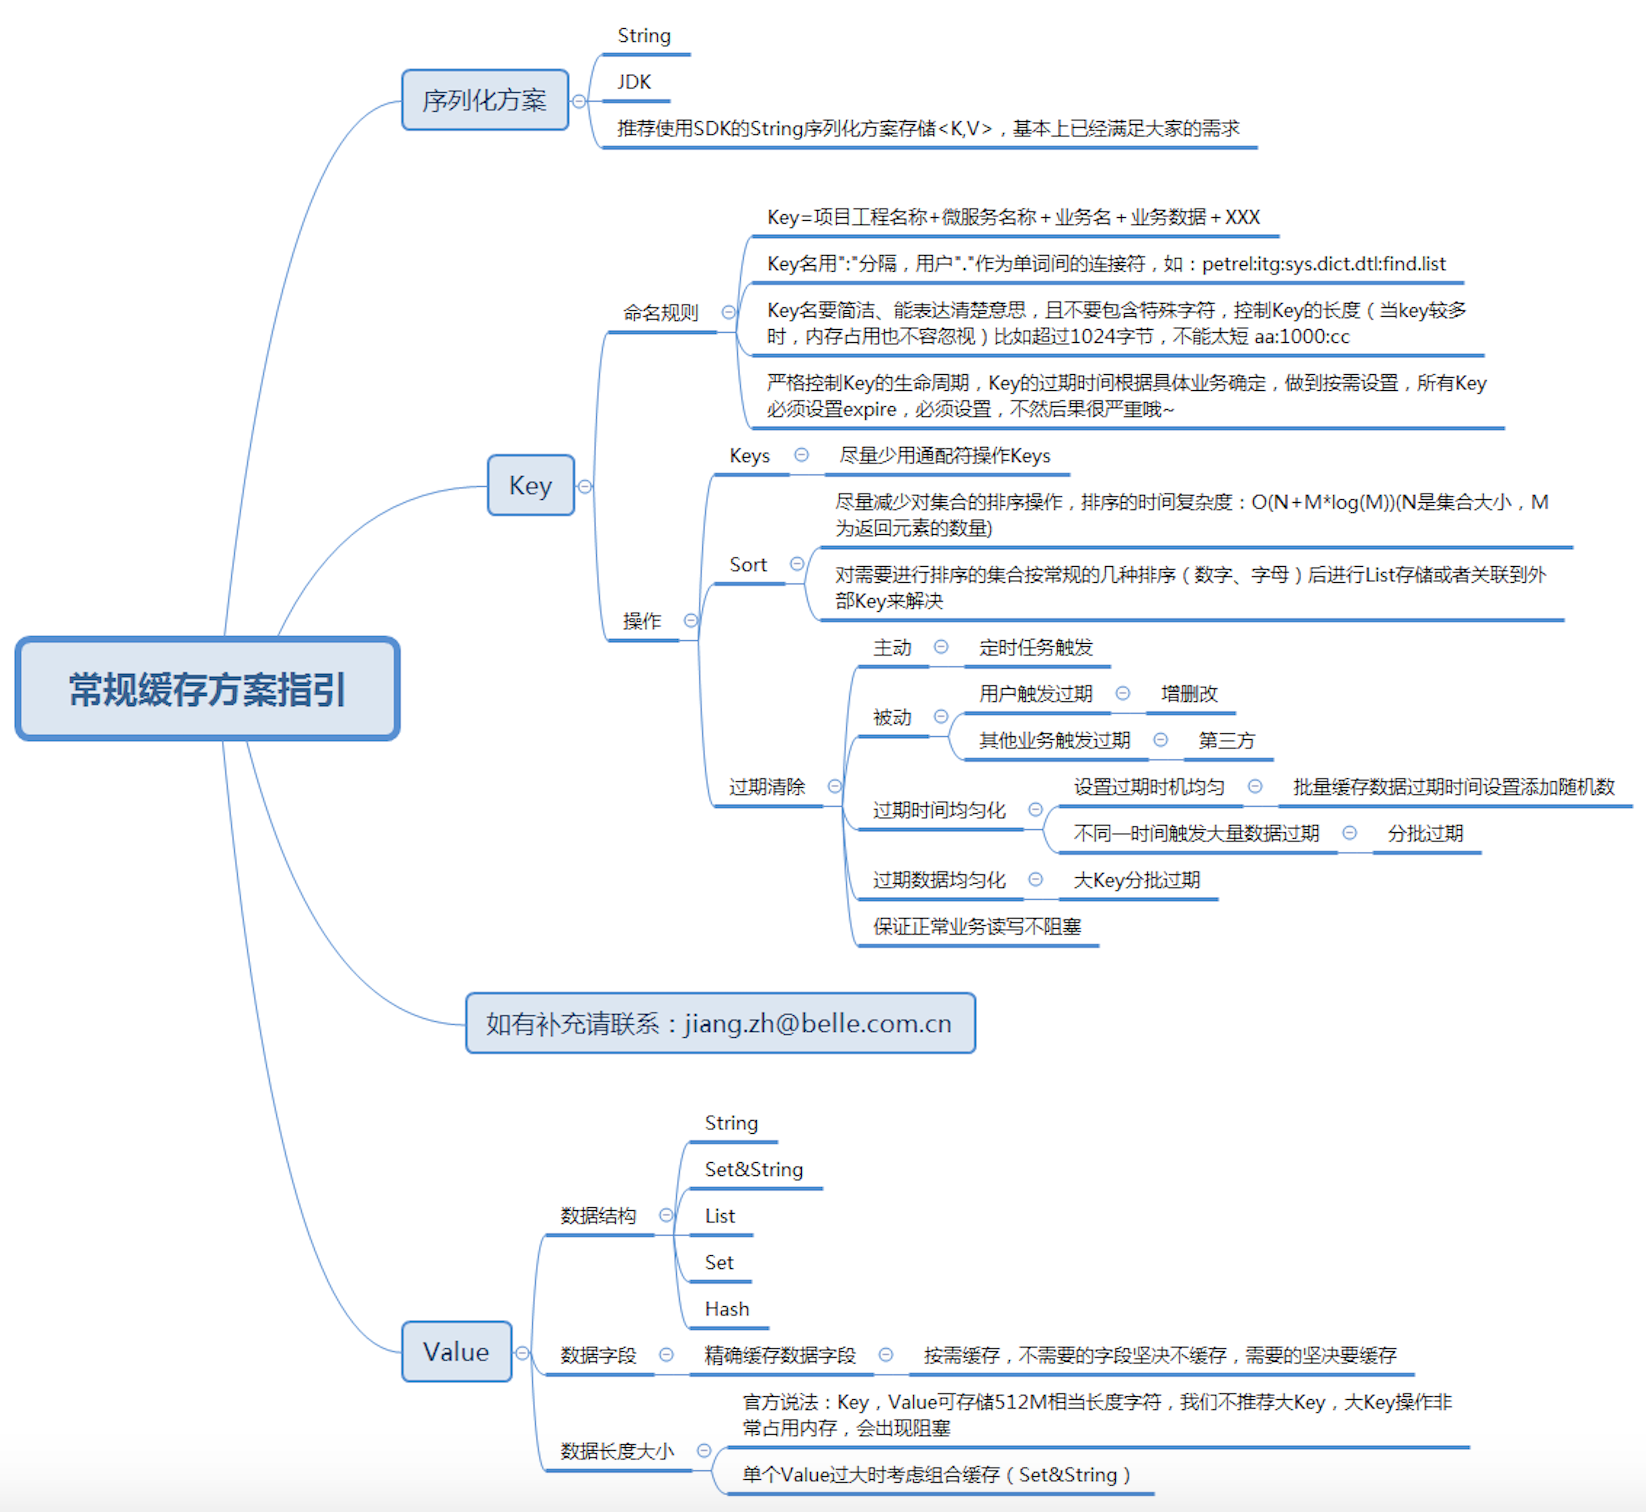 常规缓存方案指引
序列化方案
String
JDK
推荐使用SDK的String序列化方案存储<K,V>，基本上已经满足大家的需求
Key
命名规则
Key=项目工程名称+微服务名称＋业务名＋业务数据＋XXX
Key名用":"分隔，用户"."作为单词间的连接符，如：petrel:itg:sys.dict.dtl:find.list
Key名要简洁、能表达清楚意思，且不要包含特殊字符，控制Key的长度（当key较多
时，内存占用也不容忽视）比如超过1024字节，不能太短 aa:1000:cc
严格控制Key的生命周期，Key的过期时间根据具体业务确定，做到按需设置，所有Key
必须设置expire，必须设置，不然后果很严重哦~
操作
Keys
尽量少用通配符操作Keys
Sort
尽量减少对集合的排序操作，排序的时间复杂度：O(N+M*log(M))(N是集合大小，M
为返回元素的数量)
对需要进行排序的集合按常规的几种排序（数字、字母）后进行List存储或者关联到外
部Key来解决
过期清除
主动
定时任务触发
被动
用户触发过期
增删改
其他业务触发过期
第三方
过期时间均匀化
设置过期时机均匀
批量缓存数据过期时间设置添加随机数
不同一时间触发大量数据过期
分批过期
过期数据均匀化
大Key分批过期
保证正常业务读写不阻塞
如有补充请联系：jiang.zh@belle.com.cn
Value
数据结构
String
Set&String
List
Set
Hash
数据字段
精确缓存数据字段
按需缓存，不需要的字段坚决不缓存，需要的坚决要缓存
数据长度大小
官方说法：Key，Value可存储512M相当长度字符，我们不推荐大Key，大Key操作非
常占用内存，会出现阻塞
单个Value过大时考虑组合缓存（Set&String）